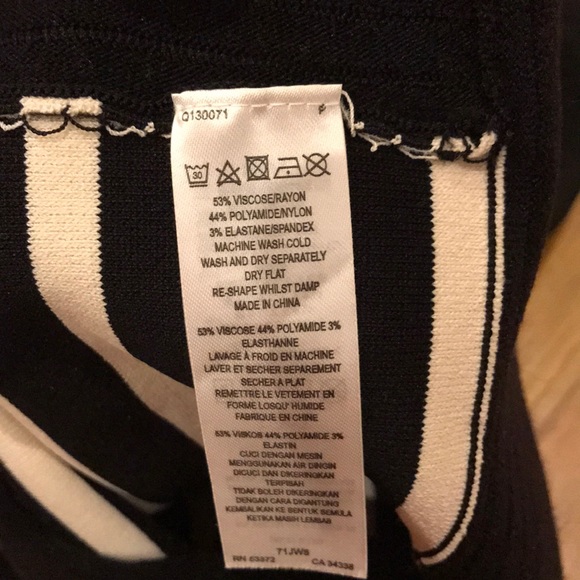 Q130071
30
53% VISCOSE/RAYON
44% POLYAMIDE/NYLON
3% ELASTANE/SPANDEX
MACHINE WASH COLD
WASH AND DRY SEPARATELY
DRY FLAT
RE-SHAPE WHILST DAMP
MADE IN CHINA
53% VISCOSE 44% POLYAMIDE 3%
ELASTHANNE
LAVAGE À FROID EN MACHINE
LAVER ET SECHER SEPAREMENT
SECHER A PLAT
REMETTRE LE VETEMENT EN
FORME LOSQU' HUMIDE
FABRIQUE EN CHINE
53% VISKOS 44% POLYAMIDE 3%
ELASTIN
CUCI DENGAN MESIN
MENGGUNAKAN AIR DINGIN
DICUCI DAN DIKERINGKAN
TERPISAH
TIDAK BOLEH DIKERINGKAN
DENGAN CARA DIGANTUNG
KEMBALIKAN KE BENTUK SEMULA
KETIKA MASIH LEMBAB
71JW8
RN 03372 CA 34338